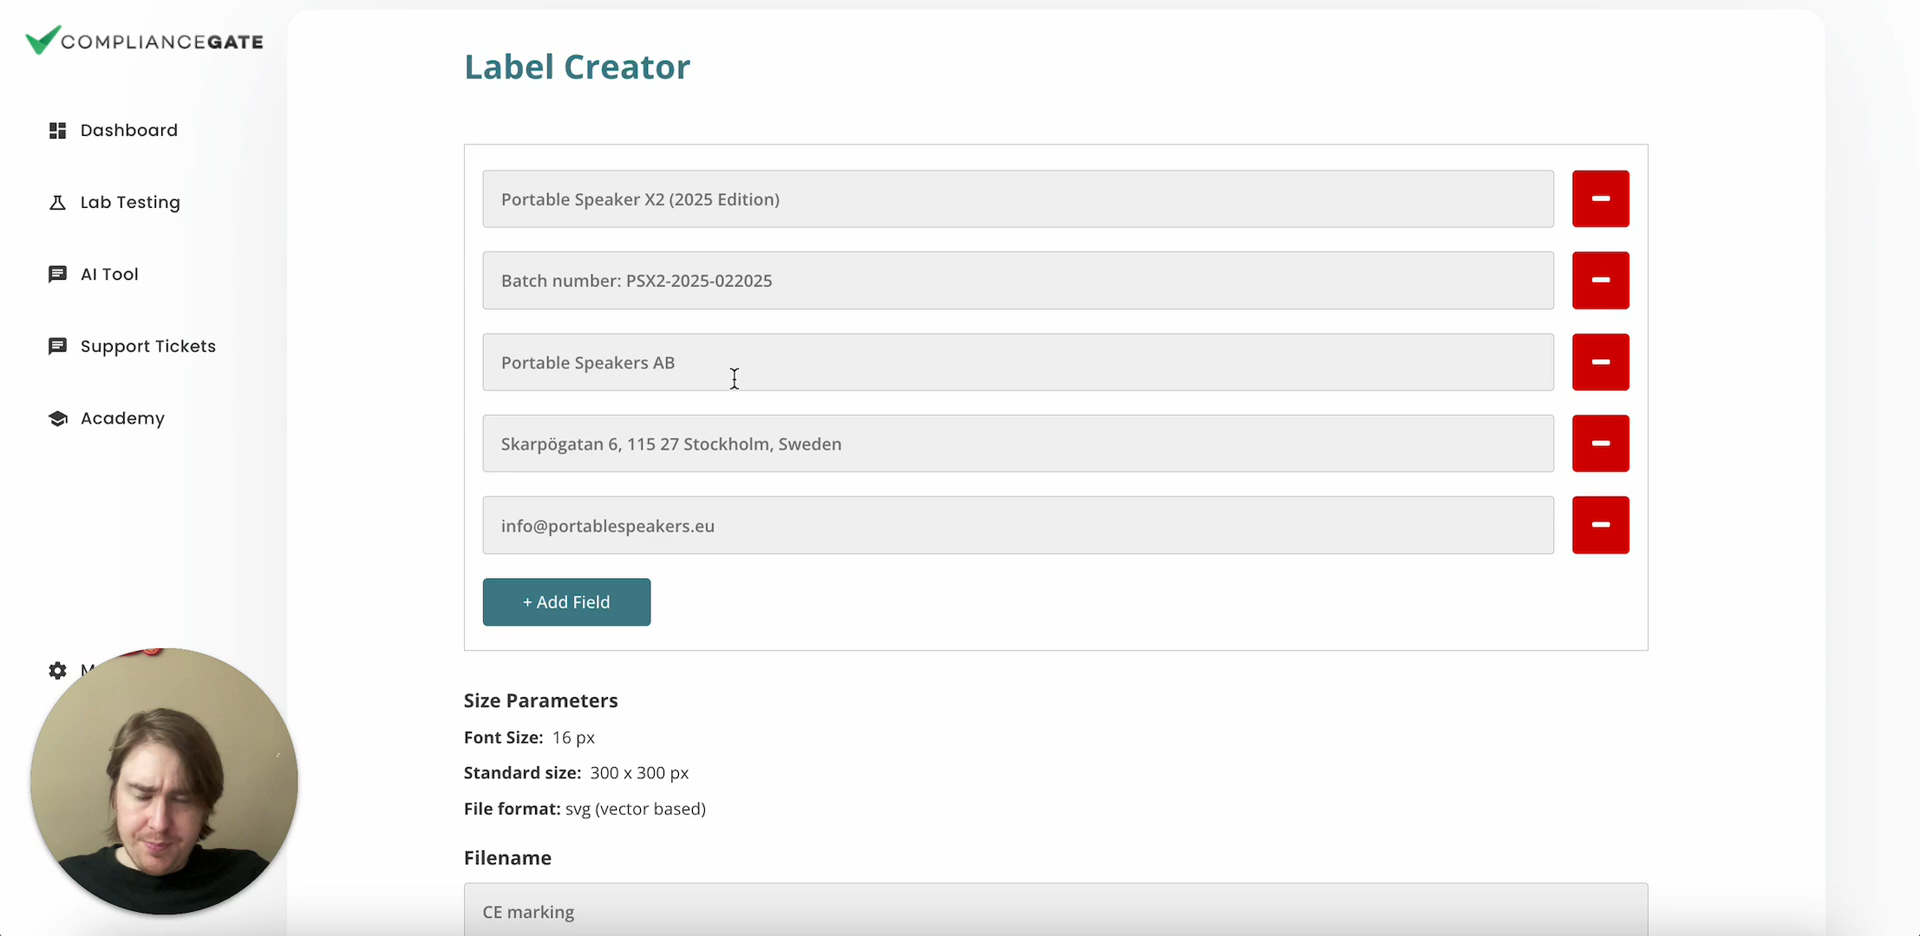 COMPLIANCEGATE
Label Creator
Dashboard
Lab Testing
AI Tool
Support Tickets
Academy
M
Portable Speaker X2 (2025 Edition)
Batch number: PSX2-2025-022025
Portable Speakers AB
Skarpögatan 6, 115 27 Stockholm, Sweden
info@portablespeakers.eu
+ Add Field
Size Parameters
Font Size: 16 px
Standard size: 300 x 300 px
File format: svg (vector based)
Filename
CE marking